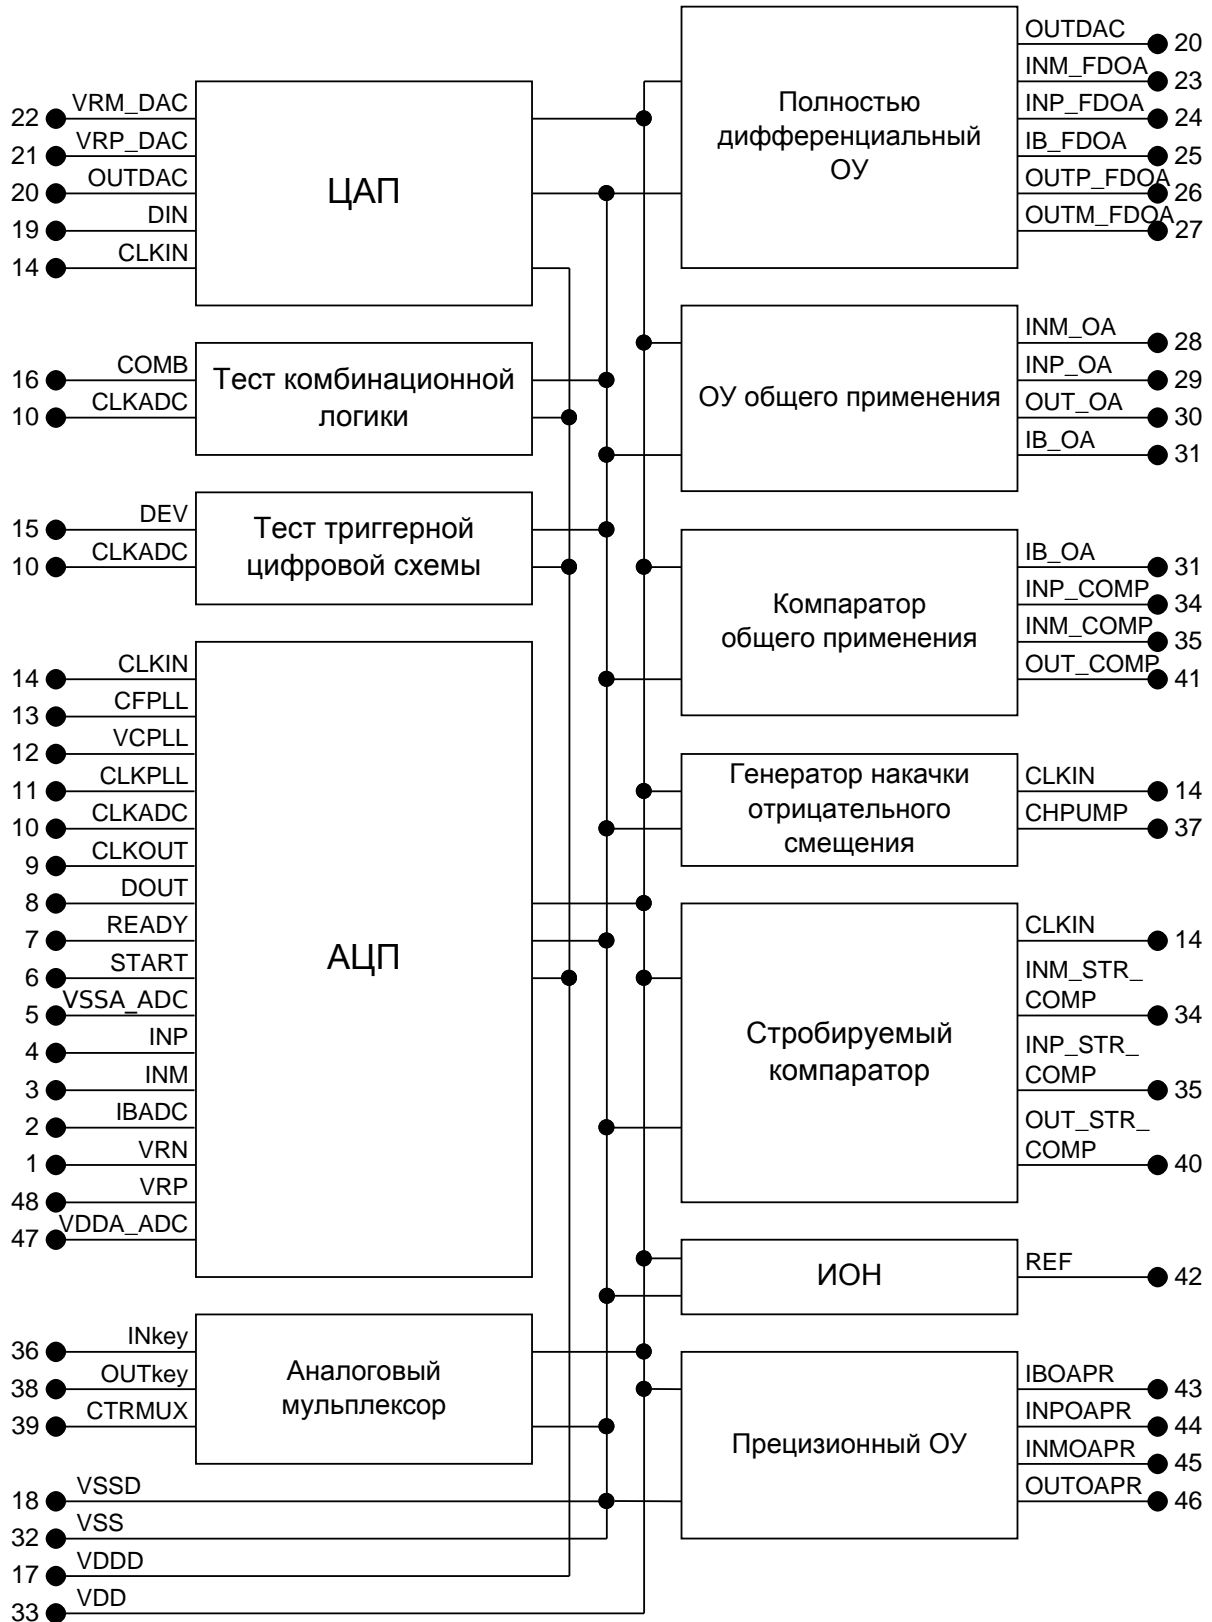 22 VRM_DAC
21 VRP_DAC
20 OUTDAC
19 DIN
14 CLKIN
ЦАП
16 COMB
10 CLKADC
Тест комбинационной
логики
15 DEV
10 CLKADC
Тест триггерной
цифровой схемы
14 CLKIN
13 CFPLL
12 VCPLL
11 CLKPLL
10 CLKADC
9 CLKOUT
8 DOUT
7 READY
6 START
5 VSSA_ADC
4 INP
3 INM
2 IBADC
1 VRN
48 VRP
47 VDDA_ADC
АЦП
36 INkey
38 OUTkey
39 CTRMUX
Аналоговый
мульплексор
18 VSSD
32 VSS
17 VDDD
33 VDD
Полностью
дифференциальный
ОУ
OUTDAC 20
INM_FDOA 23
INP_FDOA 24
IB_FDOA 25
OUTP_FDOA 26
OUTM_FDOA 27
ОУ общего применения
INM_OA 28
INP_OA 29
OUT_OA 30
IB_OA 31
Компаратор
общего применения
IB_OA 31
INP_COMP 34
INM_COMP 35
OUT_COMP 41
Генератор накачки
отрицательного
смещения
CLKIN 14
CHPUMP 37
Стробируемый
компаратор
CLKIN 14
INM_STR_
COMP 34
INP_STR_
COMP 35
OUT_STR_
COMP 40
ИОН
REF 42
Прецизионный ОУ
IBOAPR 43
INPOAPR 44
INMOAPR 45
OUTOAPR 46